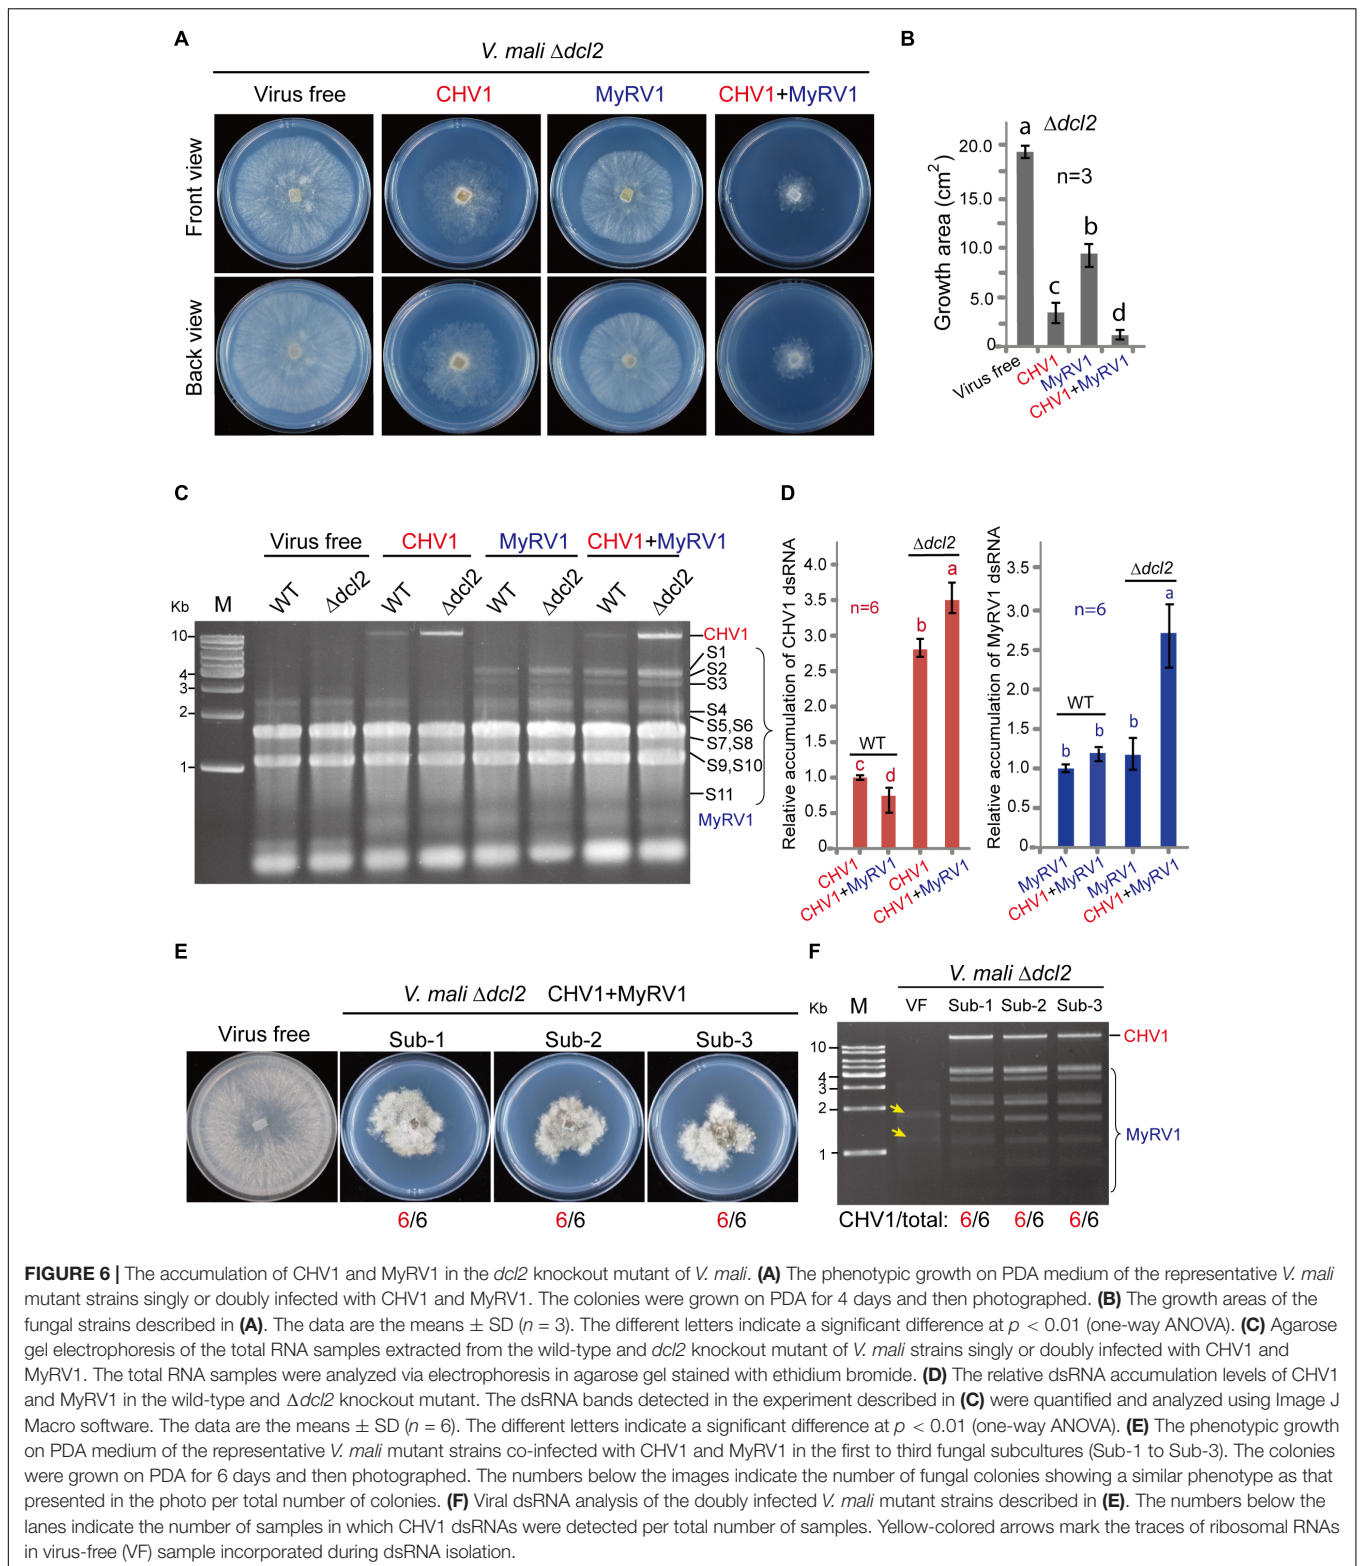 A
V. mali Δdcl2
Virus free CHV1 MyRV1 CHV1+MyRV1
Front view
Back view
B
Δdcl2
n=3
Growth area (cm2)
20.0
15.0
10.0
5.0
0
a
c
b
d
Virus free
CHV1
MyRV1
CHV1+MyRV1
C
Virus free CHV1 MyRV1 CHV1+MyRV1
Kb M WT Δdcl2 WT Δdcl2 WT Δdcl2 WT Δdcl2
10
4
3
2
1
CHV1
S1
S2
S3
S4
S5,S6
S7,S8
S9,S10
S11
MyRV1
D
Relative accumulation of CHV1 dsRNA
4.0
3.5
3.0
2.5
2.0
1.5
1.0
0.5
0
n=6
WT
Δdcl2
c
d
b
a
CHV1
CHV1+MyRV1
CHV1
CHV1+MyRV1
Relative accumulation of MyRV1 dsRNA
3.5
3.0
2.0
1.5
1.0
0.5
0
n=6
WT
Δdcl2
b
b
b
a
MyRV1
CHV1+MyRV1
MyRV1
CHV1+MyRV1
E
V. mali Δdcl2 CHV1+MyRV1
Virus free Sub-1 Sub-2 Sub-3
6/6 6/6 6/6
F
V. mali Δdcl2
Kb M VF Sub-1 Sub-2 Sub-3
10
4
3
2
1
CHV1
MyRV1
CHV1/total: 6/6 6/6 6/6
FIGURE 6 | The accumulation of CHV1 and MyRV1 in the dcl2 knockout mutant of V. mali. (A) The phenotypic growth on PDA medium of the representative V. mali
mutant strains singly or doubly infected with CHV1 and MyRV1. The colonies were grown on PDA for 4 days and then photographed. (B) The growth areas of the
fungal strains described in (A). The data are the means ± SD (n = 3). The different letters indicate a significant difference at p < 0.01 (one-way ANOVA). (C) Agarose
gel electrophoresis of the total RNA samples extracted from the wild-type and dcl2 knockout mutant of V. mali strains singly or doubly infected with CHV1 and
MyRV1. The total RNA samples were analyzed via electrophoresis in agarose gel stained with ethidium bromide. (D) The relative dsRNA accumulation levels of CHV1
and MyRV1 in the wild-type and Δdcl2 knockout mutant. The dsRNA bands detected in the experiment described in (C) were quantified and analyzed using Image J
Macro software. The data are the means ± SD (n = 6). The different letters indicate a significant difference at p < 0.01 (one-way ANOVA). (E) The phenotypic growth
on PDA medium of the representative V. mali mutant strains co-infected with CHV1 and MyRV1 in the first to third fungal subcultures (Sub-1 to Sub-3). The colonies
were grown on PDA for 6 days and then photographed. The numbers below the images indicate the number of fungal colonies showing a similar phenotype as that
presented in the photo per total number of colonies. (F) Viral dsRNA analysis of the doubly infected V. mali mutant strains described in (E). The numbers below the
lanes indicate the number of samples in which CHV1 dsRNAs were detected per total number of samples. Yellow-colored arrows mark the traces of ribosomal RNAs
in virus-free (VF) sample incorporated during dsRNA isolation.